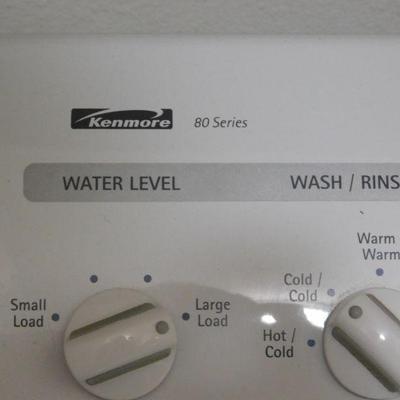 Kenmore 80 Series
WATER LEVEL WASH / RINS
Warm
Warm
Cold /
Cold
Small
Load
Large
Load
Hot /
Cold